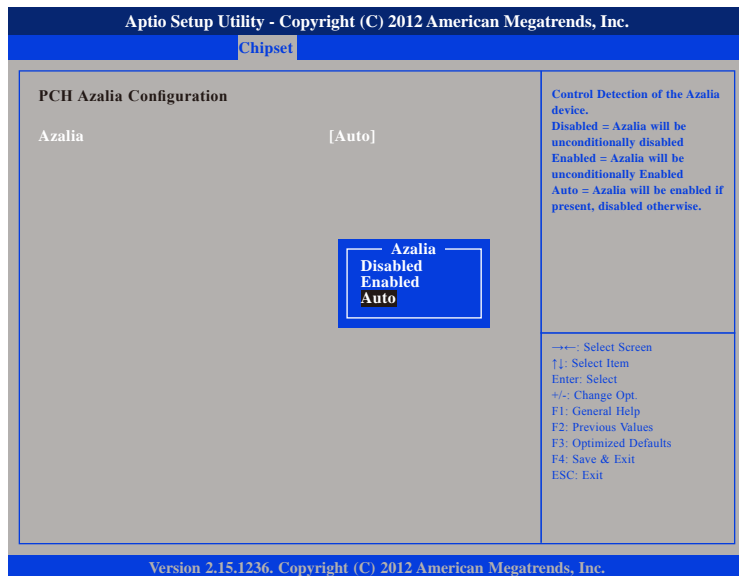 Aptio Setup Utility - Copyright (C) 2012 American Megatrends, Inc.
Chipset
PCH Azalia Configuration
Azalia [Auto]
Azalia
Disabled
Enabled
Auto
Control Detection of the Azalia
device.
Disabled = Azalia will be
unconditionally disabled
Enabled = Azalia will be
unconditionally Enabled
Auto = Azalia will be enabled if
present, disabled otherwise.
→←: Select Screen
↑↓: Select Item
Enter: Select
+/-: Change Opt.
F1: General Help
F2: Previous Values
F3: Optimized Defaults
F4: Save & Exit
ESC: Exit
Version 2.15.1236. Copyright (C) 2012 American Megatrends, Inc.